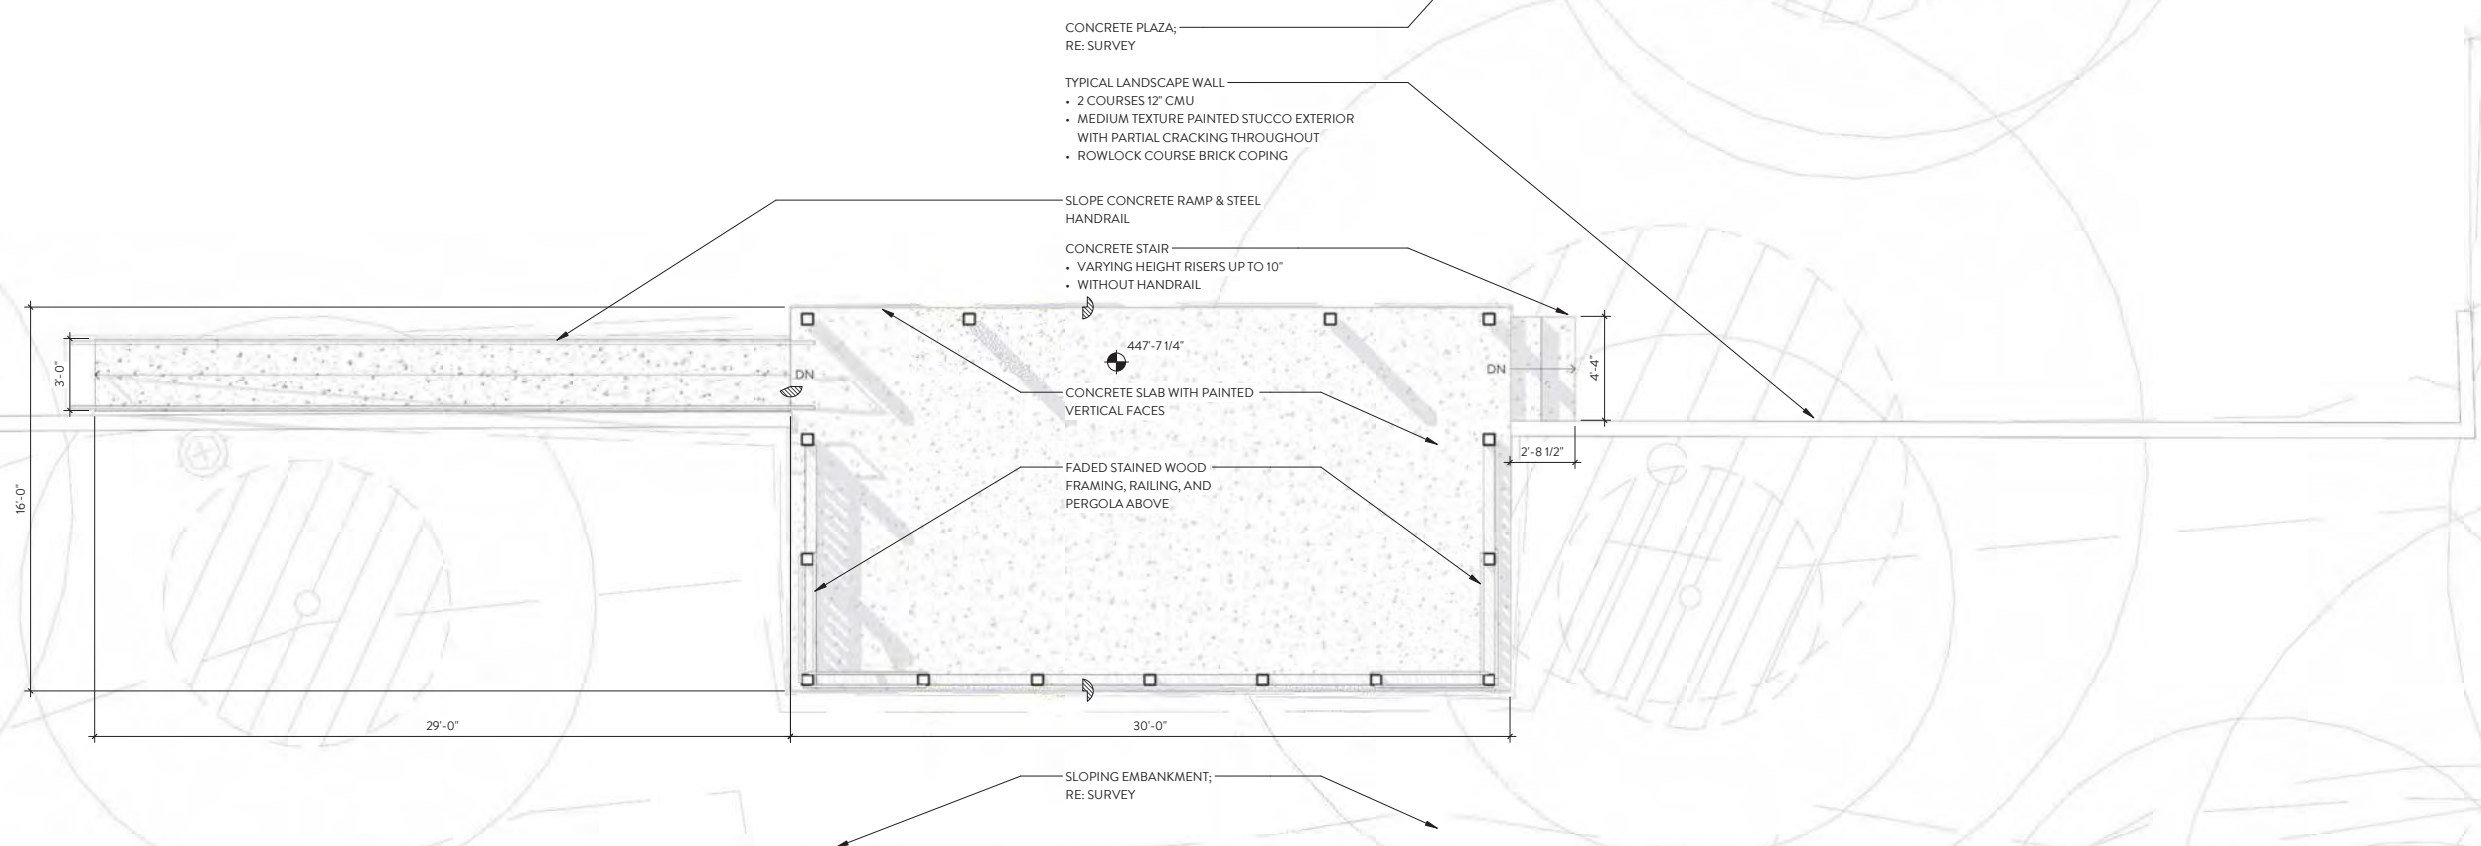 CONCRETE PLAZA;
RE: SURVEY
TYPICAL LANDSCAPE WALL
• 2 COURSES 12" CMU
• MEDIUM TEXTURE PAINTED STUCCO EXTERIOR
WITH PARTIAL CRACKING THROUGHOUT
• ROWLOCK COURSE BRICK COPING
SLOPE CONCRETE RAMP & STEEL
HANDRAIL
CONCRETE STAIR
• VARYING HEIGHT RISERS UP TO 10"
• WITHOUT HANDRAIL
447'-7 1/4"
3'-0"
DN
DN
4'-4"
CONCRETE SLAB WITH PAINTED
VERTICAL FACES
2'-8 1/2"
FADED STAINED WOOD
FRAMING, RAILING, AND
PERGOLA ABOVE
16'-0"
29'-0"
30'-0"
SLOPING EMBANKMENT;
RE: SURVEY